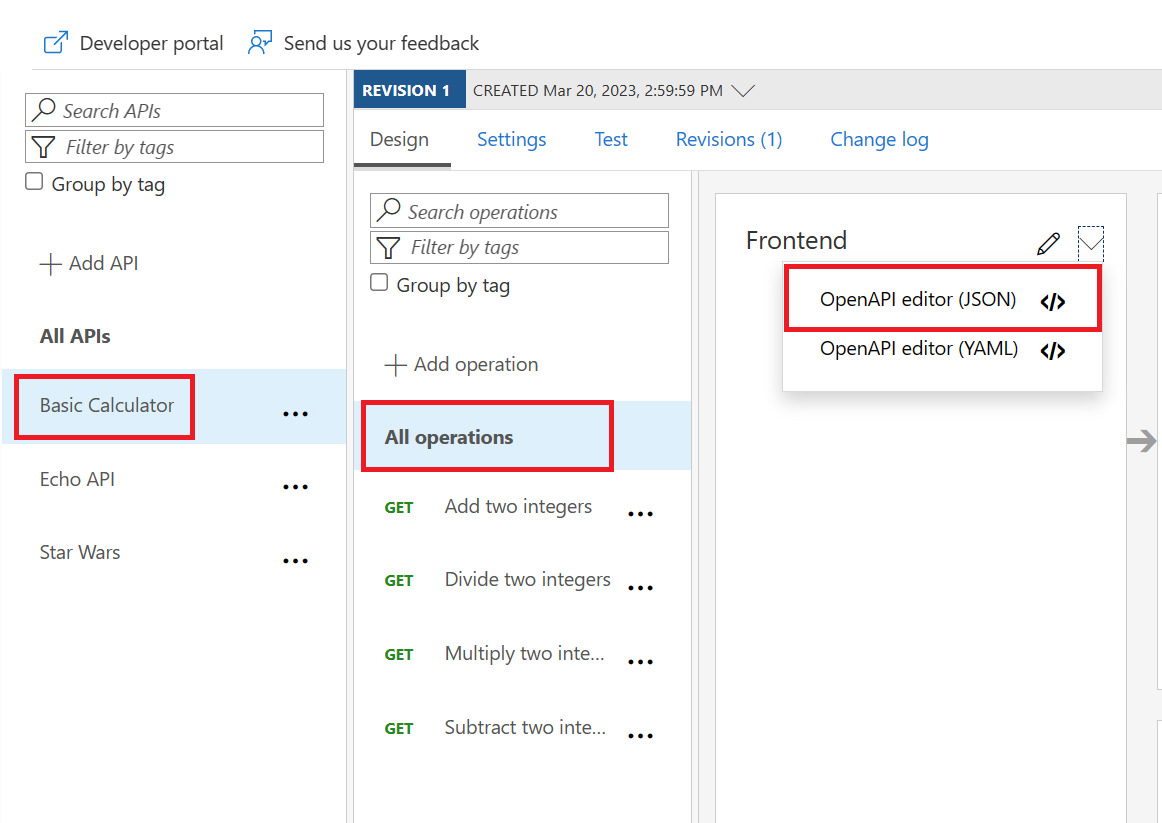 Developer portal
Send us your feedback
Search APIs
Filter by tags
Group by tag
Add API
All APIs
Basic Calculator
Echo API
Star Wars
REVISION 1
CREATED Mar 20, 2023, 2:59:59 PM
Design
Settings
Test
Revisions (1)
Change log
Search operations
Filter by tags
Group by tag
Add operation
All operations
GET Add two integers
GET Divide two integers
GET Multiply two inte...
GET Subtract two inte...
Frontend
OpenAPI editor (JSON) </>
OpenAPI editor (YAML) </>